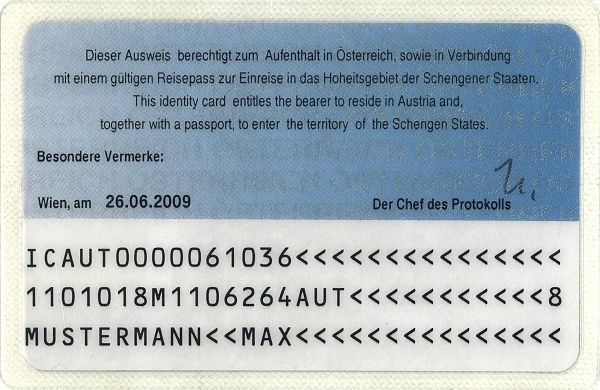 Dieser Ausweis berechtigt zum Aufenthalt in Österreich, sowie in Verbindung
mit einem gültigen Reisepass zur Einreise in das Hoheitsgebiet der Schengener Staaten.
This identity card entitles the bearer to reside in Austria and,
together with a passport, to enter the territory of the Schengen States.
Besondere Vermerke:
Wien, am 26.06.2009 Der Chef des Protokolls
ICAUT0000061036<<<<<<<<<<<<<<<
1101018M1106264AUT<<<<<<<<<<<8
MUSTERMANN<<MAX<<<<<<<<<<<<<<<